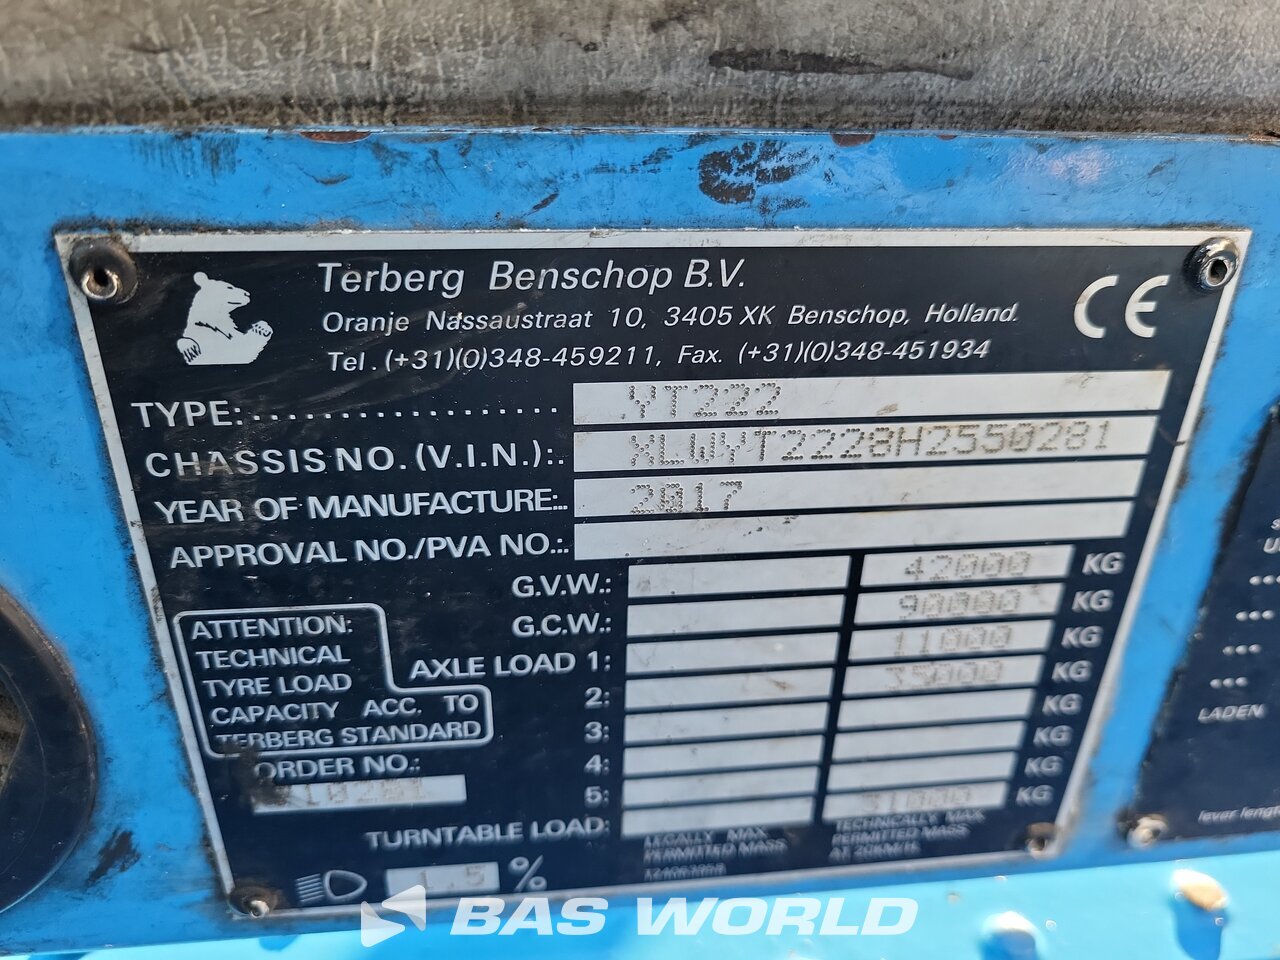 Terberg Benschop B.V.
Oranje Nassaustraat 10, 3405 XK Benschop, Holland.
Tel. (+31)(0)348-459211, Fax. (+31)(0)348-451934
CE
TYPE:................... YT222
CHASSIS NO. (V.I.N.):. XLWYT2228H2550281
YEAR OF MANUFACTURE:.. 2017
APPROVAL NO./PVA NO.:..
G.V.W.: 42000 KG
G.C.W.: 90000 KG
AXLE LOAD 1: 11000 KG
2: 35000 KG
3: KG
4: KG
5: KG
TURNTABLE LOAD: 31000 KG
ATTENTION:
TECHNICAL
TYRE LOAD
CAPACITY ACC. TO
TERBERG STANDARD
ORDER NO.:
LEGALLY MAX.
PERMITTED MASS
TECHNICALLY MAX.
PERMITTED MASS
AT 20KM/H.
1.5 %
LADEN
lever length
BAS WORLD